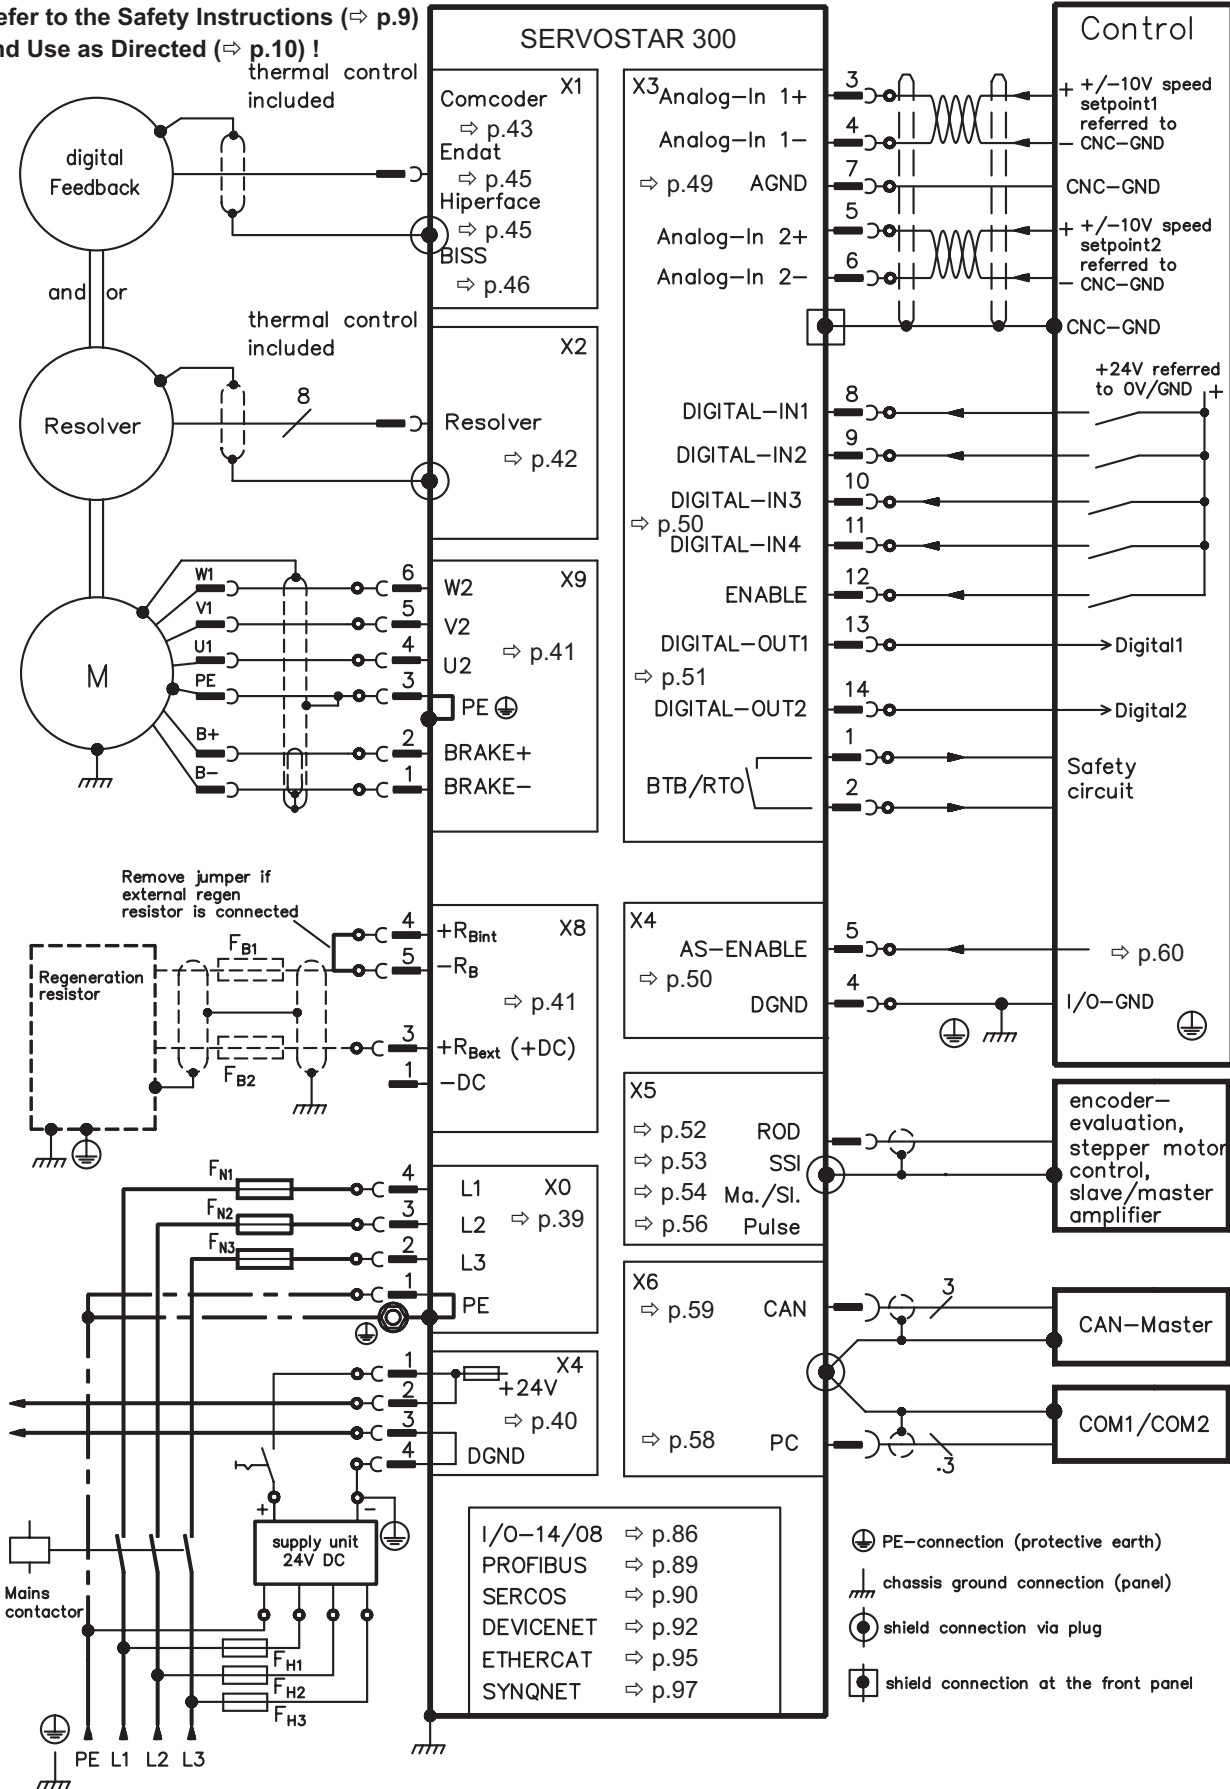 efer to the Safety Instructions (⇨ p.9)
nd Use as Directed (⇨ p.10) !
SERVOSTAR 300
Control
thermal control
included
digital
Feedback
and or
thermal control
included
Resolver
8
M
W1
V1
U1
PE
B+
B-
6
5
4
3
2
1
X1
Comcoder
⇨ p.43
Endat
⇨ p.45
Hiperface
⇨ p.45
BISS
⇨ p.46
X2
Resolver
⇨ p.42
X9
W2
V2
⇨ p.41
U2
PE
BRAKE+
BRAKE-
X3
Analog-In 1+
Analog-In 1-
⇨ p.49 AGND
Analog-In 2+
Analog-In 2-
3
4
7
5
6
+ +/-10V speed
setpoint1
referred to
- CNC-GND
CNC-GND
+ +/-10V speed
setpoint2
referred to
- CNC-GND
CNC-GND
+24V referred
to 0V/GND +
DIGITAL-IN1
DIGITAL-IN2
DIGITAL-IN3
⇨ p.50
DIGITAL-IN4
ENABLE
DIGITAL-OUT1
⇨ p.51
DIGITAL-OUT2
BTB/RTO
8
9
10
11
12
13
14
1
2
Digital1
Digital2
Safety
circuit
Remove jumper if
external regen
resistor is connected
Regeneration
resistor
FB1
FB2
4
5
3
1
X8
+RBint
-RB
⇨ p.41
+RBext (+DC)
-DC
X4
AS-ENABLE
⇨ p.50
DGND
5
4
⇨ p.60
I/O-GND
FN1
FN2
FN3
4
3
2
1
L1 X0
L2 ⇨ p.39
L3
PE
X5
⇨ p.52 ROD
⇨ p.53 SSI
⇨ p.54 Ma./Sl.
⇨ p.56 Pulse
encoder-
evaluation,
stepper motor
control,
slave/master
amplifier
X6
⇨ p.59 CAN
3
CAN-Master
⇨ p.58 PC
.3
COM1/COM2
1
2
3
4
X4
+24V
⇨ p.40
DGND
+ -
supply unit
24V DC
Mains
contactor
FH1
FH2
FH3
PE L1 L2 L3
I/O-14/08 ⇨ p.86
PROFIBUS ⇨ p.89
SERCOS ⇨ p.90
DEVICENET ⇨ p.92
ETHERCAT ⇨ p.95
SYNQNET ⇨ p.97
PE-connection (protective earth)
chassis ground connection (panel)
shield connection via plug
shield connection at the front panel